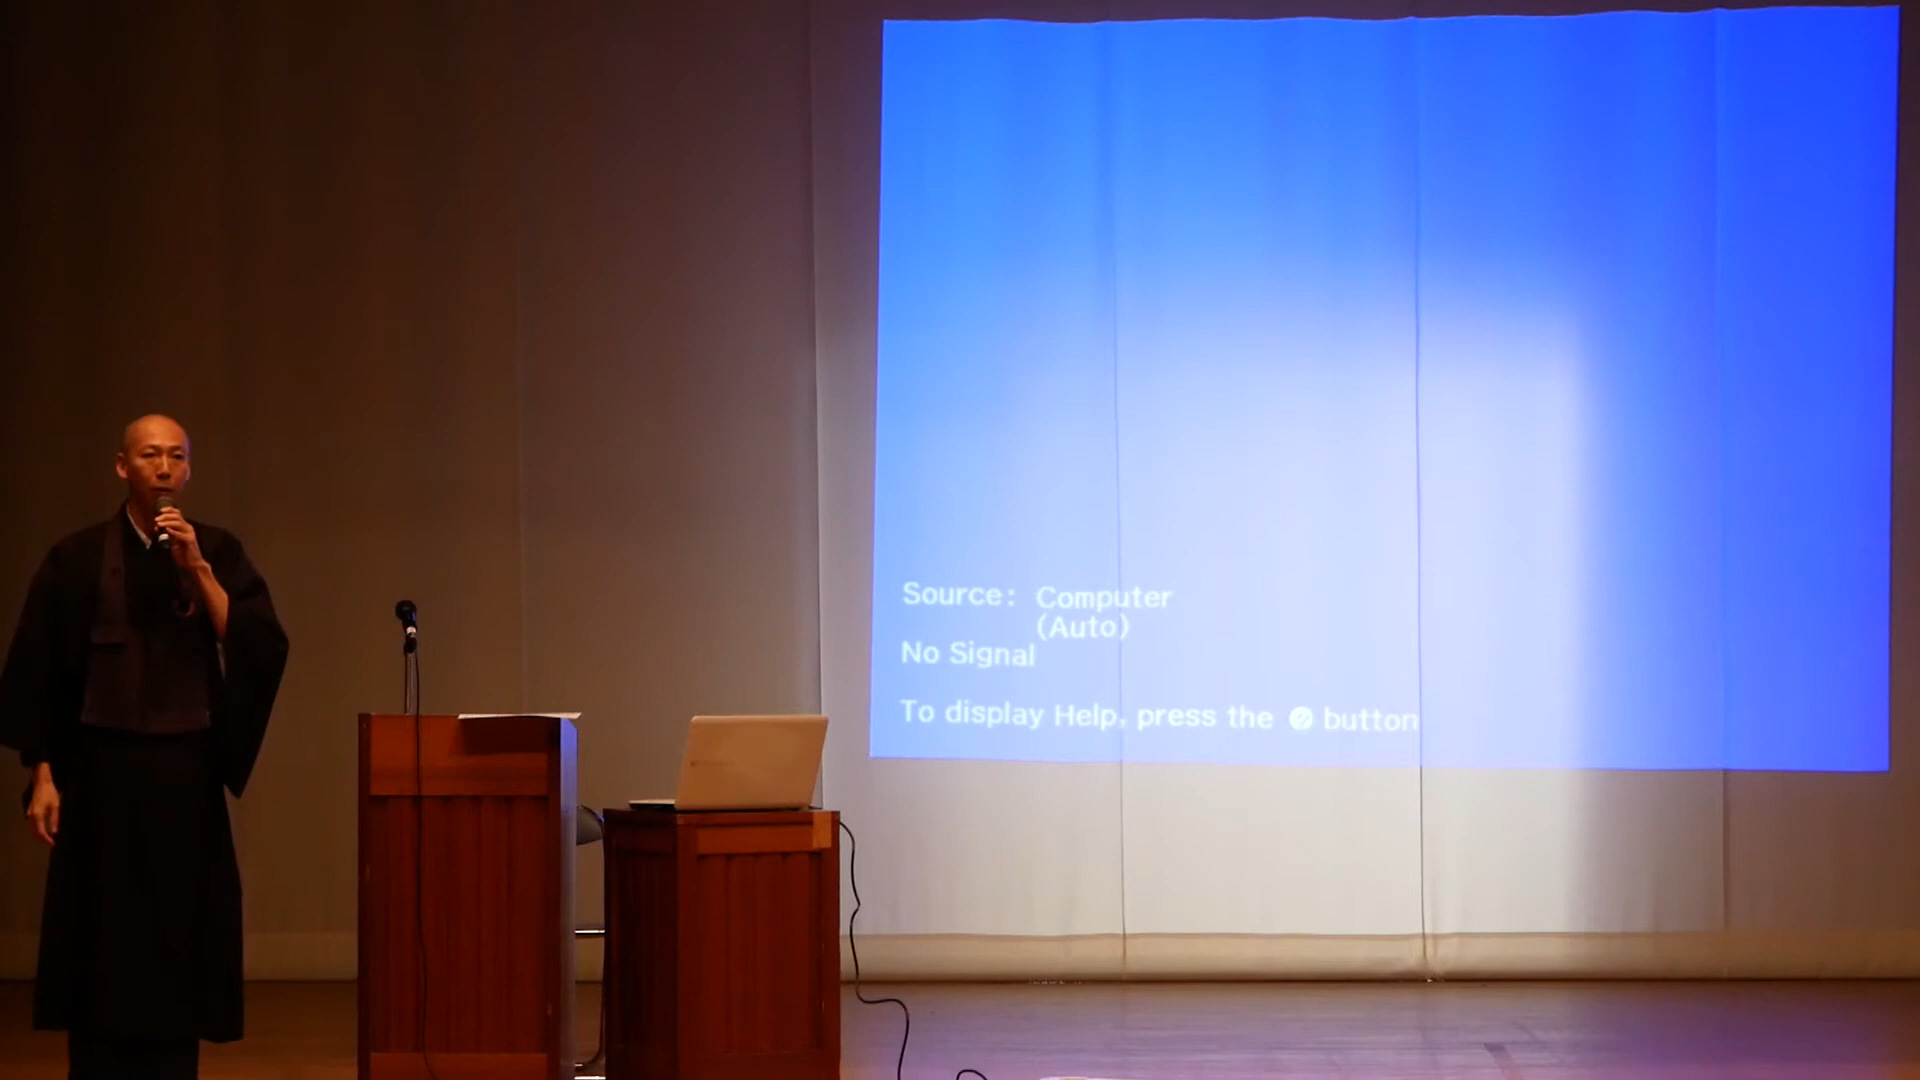 Source: Computer
(Auto)
No Signal
To display Help, press the button